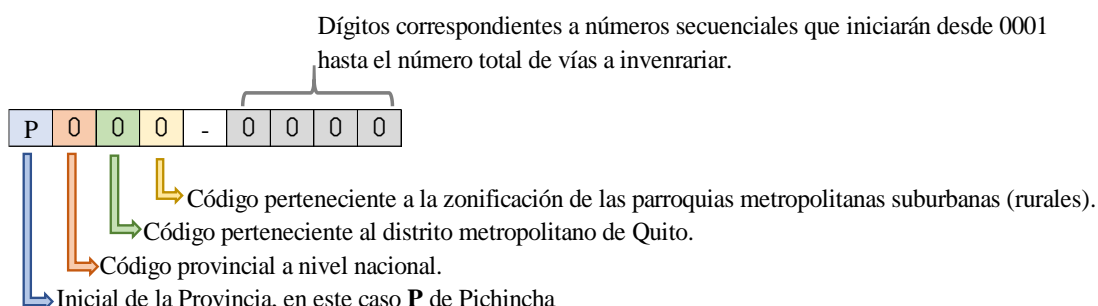 Dígitos correspondientes a números secuenciales que iniciarán desde 0001
hasta el número total de vías a invenrariar.
P 0 0 0 - 0 0 0 0
Código perteneciente a la zonificación de las parroquias metropolitanas suburbanas (rurales).
Código perteneciente al distrito metropolitano de Quito.
Código provincial a nivel nacional.
Inicial de la Provincia, en este caso P de Pichincha